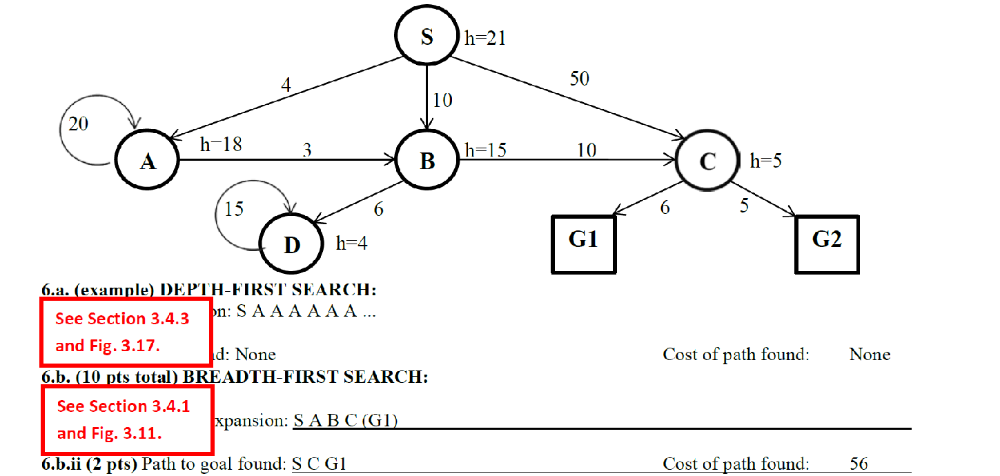 S h=21
4 50
10
20
A h=18 3 B h=15 10 C h=5
15 6 6 5
D h=4 G1 G2
6.a. (example) DEPTH-FIRST SEARCH:
See Section 3.4.3
and Fig. 3.17.
on: S A A A A A A ...
d: None Cost of path found: None
6.b. (10 pts total) BREADTH-FIRST SEARCH:
See Section 3.4.1
and Fig. 3.11.
xpansion: S A B C (G1)
6.b.ii (2 pts) Path to goal found: S C G1 Cost of path found: 56